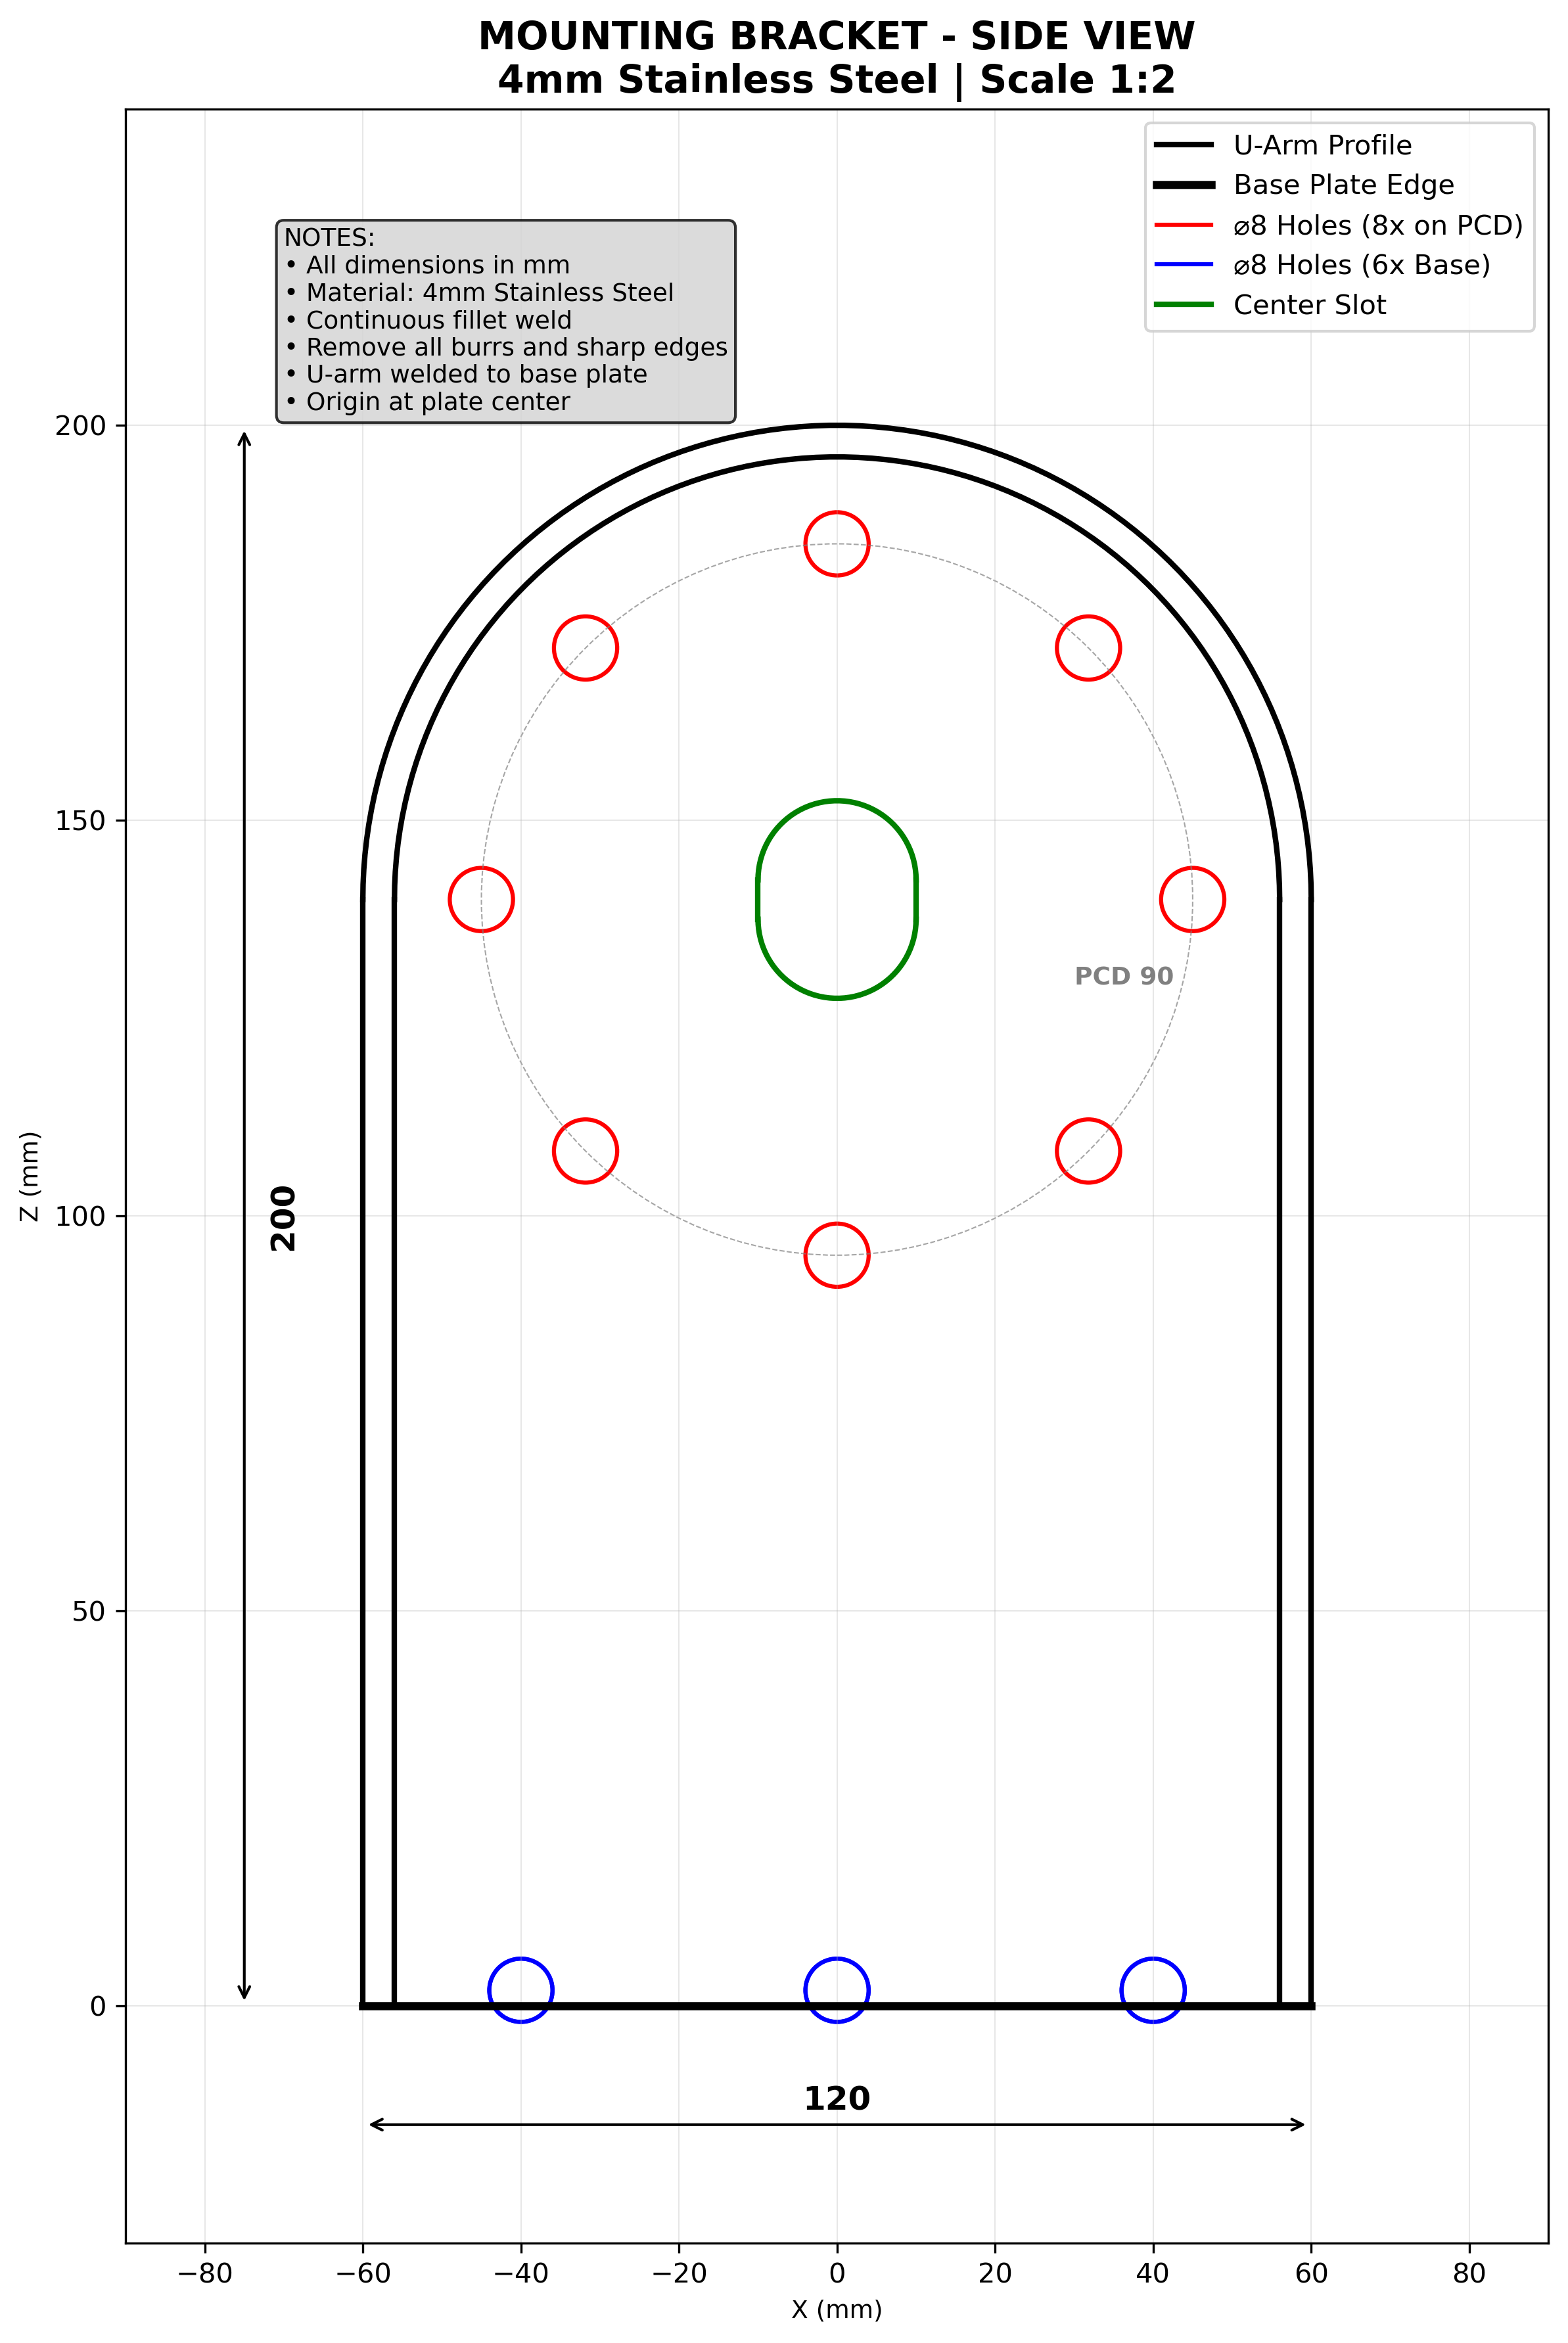 MOUNTING BRACKET - SIDE VIEW
4mm Stainless Steel | Scale 1:2
U-Arm Profile
Base Plate Edge
⌀8 Holes (8x on PCD)
⌀8 Holes (6x Base)
Center Slot
NOTES:
• All dimensions in mm
• Material: 4mm Stainless Steel
• Continuous fillet weld
• Remove all burrs and sharp edges
• U-arm welded to base plate
• Origin at plate center
200
150
100
50
0
Z (mm)
200
PCD 90
120
−80
−60
−40
−20
0
20
40
60
80
X (mm)